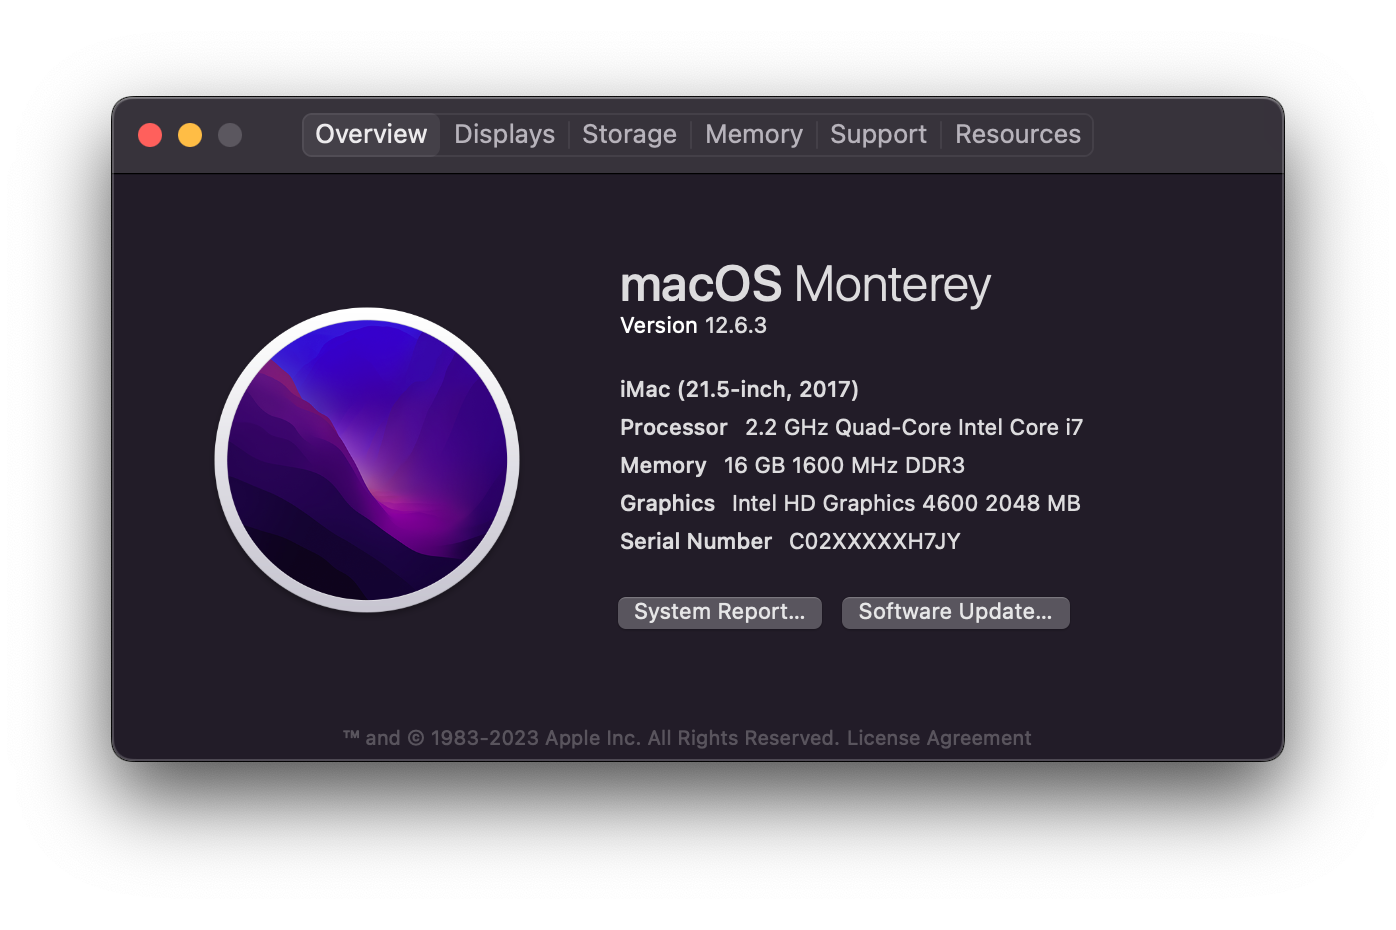 Overview Displays Storage Memory Support Resources
macOS Monterey
Version 12.6.3
iMac (21.5-inch, 2017)
Processor 2.2 GHz Quad-Core Intel Core i7
Memory 16 GB 1600 MHz DDR3
Graphics Intel HD Graphics 4600 2048 MB
Serial Number C02XXXXXH7JY
System Report... Software Update...
™ and © 1983-2023 Apple Inc. All Rights Reserved. License Agreement